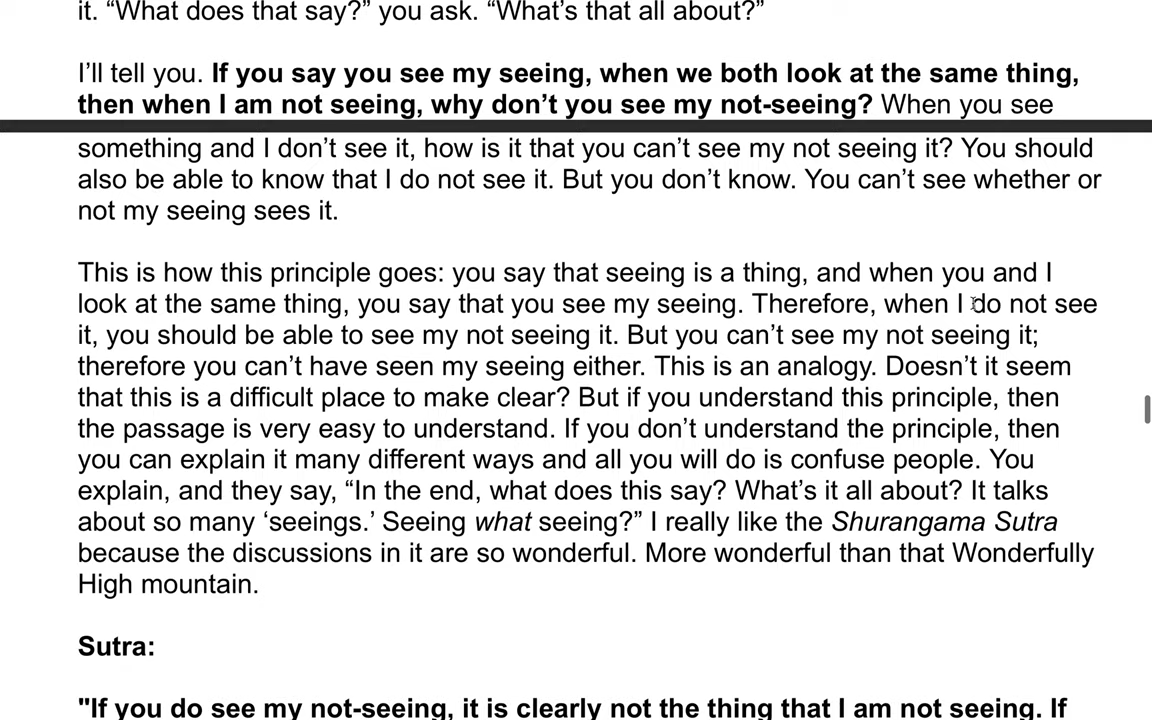 it. “What does that say?” you ask. “What’s that all about?”
I’ll tell you. If you say you see my seeing, when we both look at the same thing,
then when I am not seeing, why don’t you see my not-seeing? When you see
something and I don’t see it, how is it that you can’t see my not seeing it? You should
also be able to know that I do not see it. But you don’t know. You can’t see whether or
not my seeing sees it.
This is how this principle goes: you say that seeing is a thing, and when you and I
look at the same thing, you say that you see my seeing. Therefore, when I do not see
it, you should be able to see my not seeing it. But you can’t see my not seeing it;
therefore you can’t have seen my seeing either. This is an analogy. Doesn’t it seem
that this is a difficult place to make clear? But if you understand this principle, then
the passage is very easy to understand. If you don’t understand the principle, then
you can explain it many different ways and all you will do is confuse people. You
explain, and they say, “In the end, what does this say? What’s it all about? It talks
about so many ‘seeings.’ Seeing what seeing?” I really like the Shurangama Sutra
because the discussions in it are so wonderful. More wonderful than that Wonderfully
High mountain.
Sutra:
"If you do see my not-seeing, it is clearly not the thing that I am not seeing. If